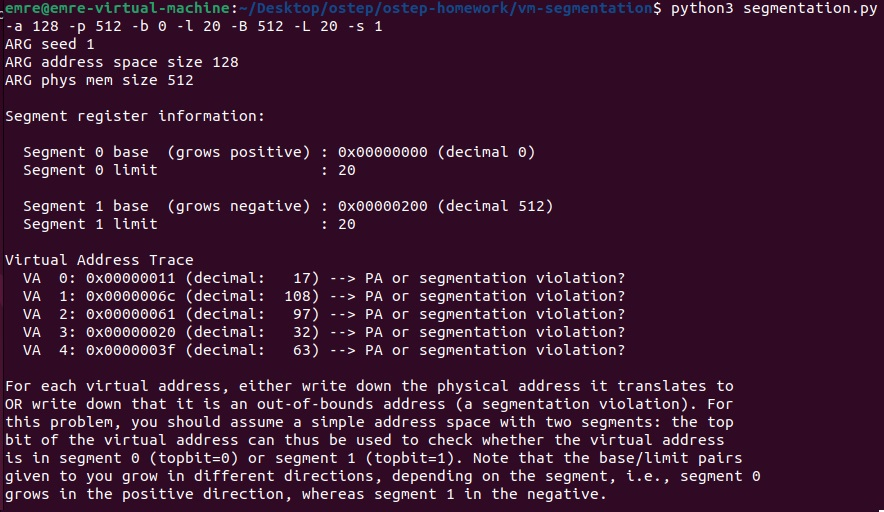 emre@emre-virtual-machine:~/Desktop/ostep/ostep-homework/vm-segmentation$ python3 segmentation.py
-a 128 -p 512 -b 0 -l 20 -B 512 -L 20 -s 1
ARG seed 1
ARG address space size 128
ARG phys mem size 512
Segment register information:
Segment 0 base  (grows positive) : 0x00000000 (decimal 0)
Segment 0 limit                  : 20
Segment 1 base  (grows negative) : 0x00000200 (decimal 512)
Segment 1 limit                  : 20
Virtual Address Trace
VA  0: 0x00000011 (decimal:   17) --> PA or segmentation violation?
VA  1: 0x0000006c (decimal:  108) --> PA or segmentation violation?
VA  2: 0x00000061 (decimal:   97) --> PA or segmentation violation?
VA  3: 0x00000020 (decimal:   32) --> PA or segmentation violation?
VA  4: 0x0000003f (decimal:   63) --> PA or segmentation violation?
For each virtual address, either write down the physical address it translates to
OR write down that it is an out-of-bounds address (a segmentation violation). For
this problem, you should assume a simple address space with two segments: the top
bit of the virtual address can thus be used to check whether the virtual address
is in segment 0 (topbit=0) or segment 1 (topbit=1). Note that the base/limit pairs
given to you grow in different directions, depending on the segment, i.e., segment 0
grows in the positive direction, whereas segment 1 in the negative.